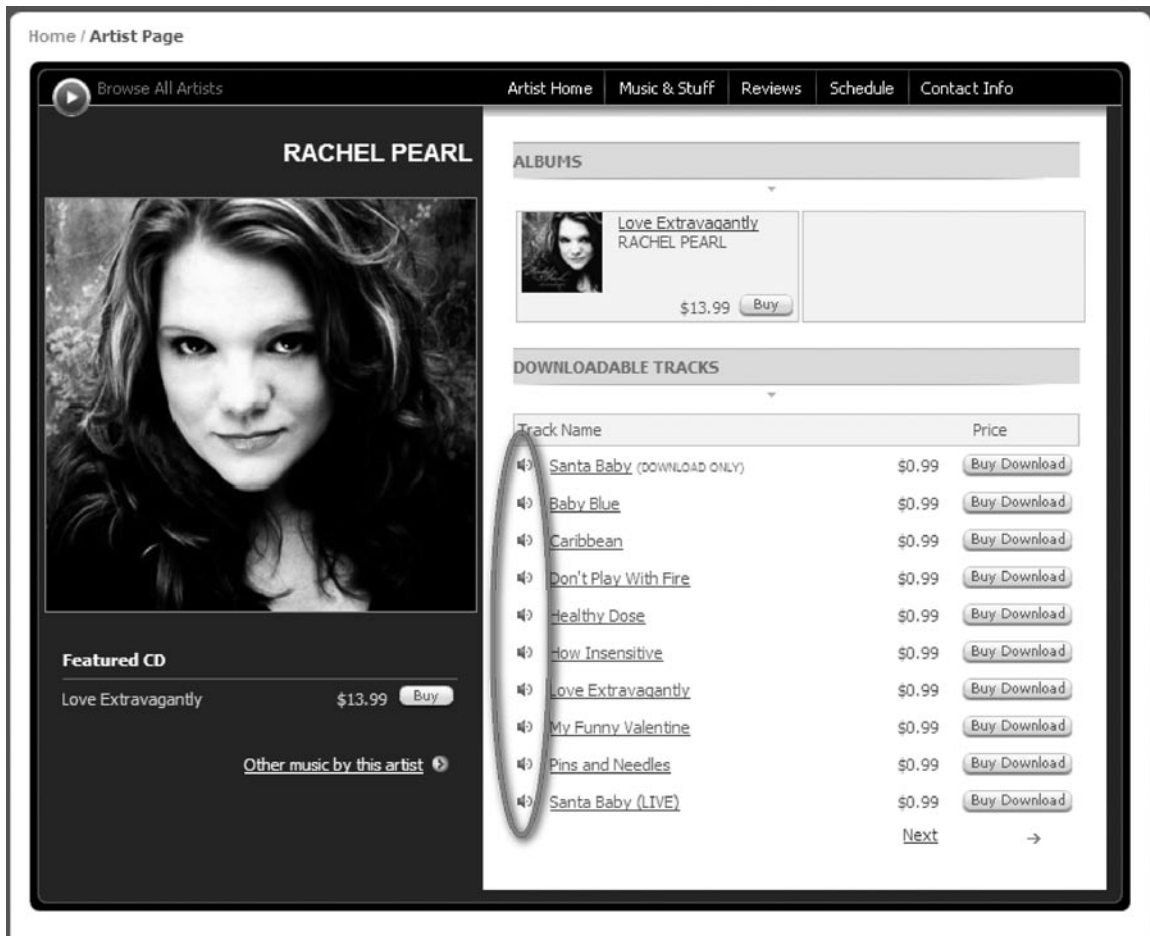 Home / Artist Page
Browse All Artists
Artist Home Music & Stuff Reviews Schedule Contact Info
RACHEL PEARL
Featured CD
Love Extravagantly $13.99 Buy
Other music by this artist
ALBUMS
Love Extravagantly
RACHEL PEARL
$13.99 Buy
DOWNLOADABLE TRACKS
Track Name Price
Santa Baby (DOWNLOAD ONLY) $0.99 Buy Download
Baby Blue $0.99 Buy Download
Caribbean $0.99 Buy Download
Don't Play With Fire $0.99 Buy Download
Healthy Dose $0.99 Buy Download
How Insensitive $0.99 Buy Download
Love Extravagantly $0.99 Buy Download
My Funny Valentine $0.99 Buy Download
Pins and Needles $0.99 Buy Download
Santa Baby (LIVE) $0.99 Buy Download
Next →